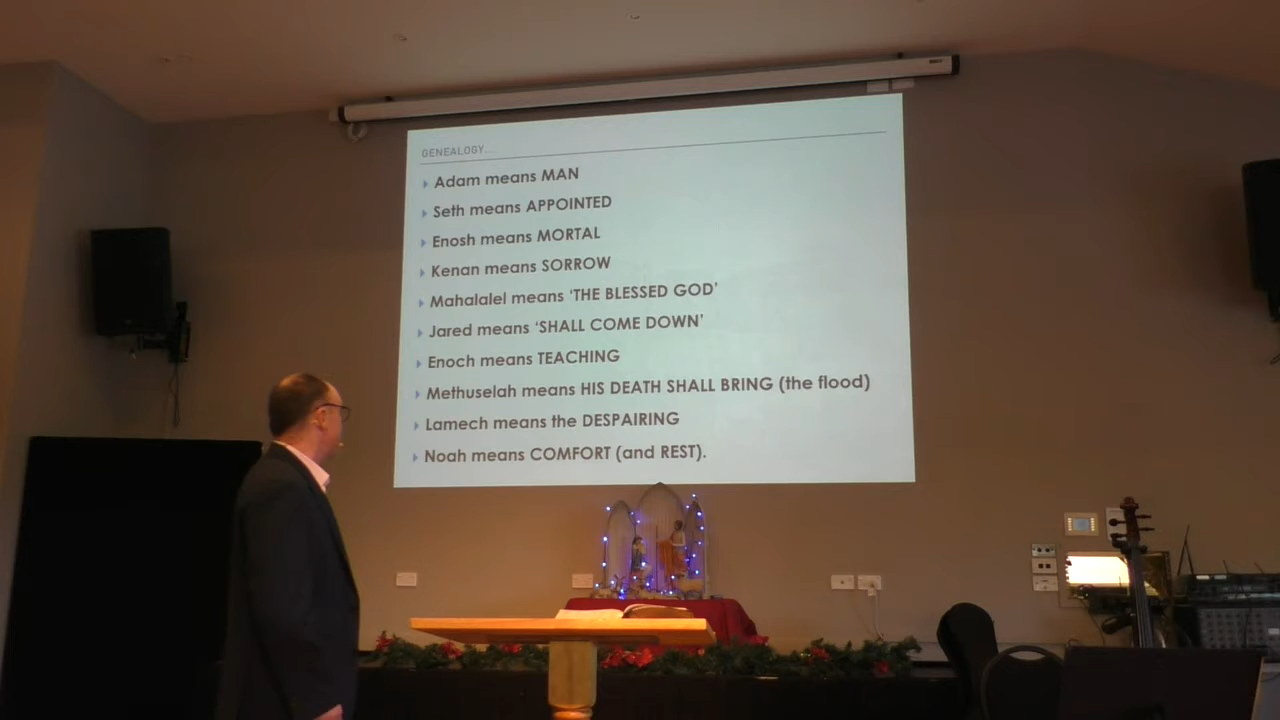 GENEALOGY...
Adam means MAN
Seth means APPOINTED
Enosh means MORTAL
Kenan means SORROW
Mahalalel means ‘THE BLESSED GOD’
Jared means ‘SHALL COME DOWN’
Enoch means TEACHING
Methuselah means HIS DEATH SHALL BRING (the flood)
Lamech means the DESPAIRING
Noah means COMFORT (and REST).